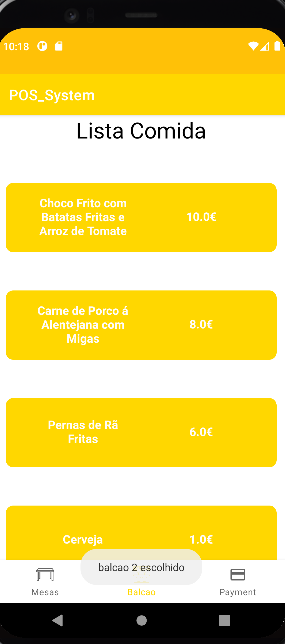 10:18
POS_System
Lista Comida
Choco Frito com
Batatas Fritas e
Arroz de Tomate
10.0€
Carne de Porco á
Alentejana com
Migas
8.0€
Pernas de Rã
Fritas
6.0€
Cerveja
1.0€
balcao 2 escolhido
Mesas
Balcao
Payment